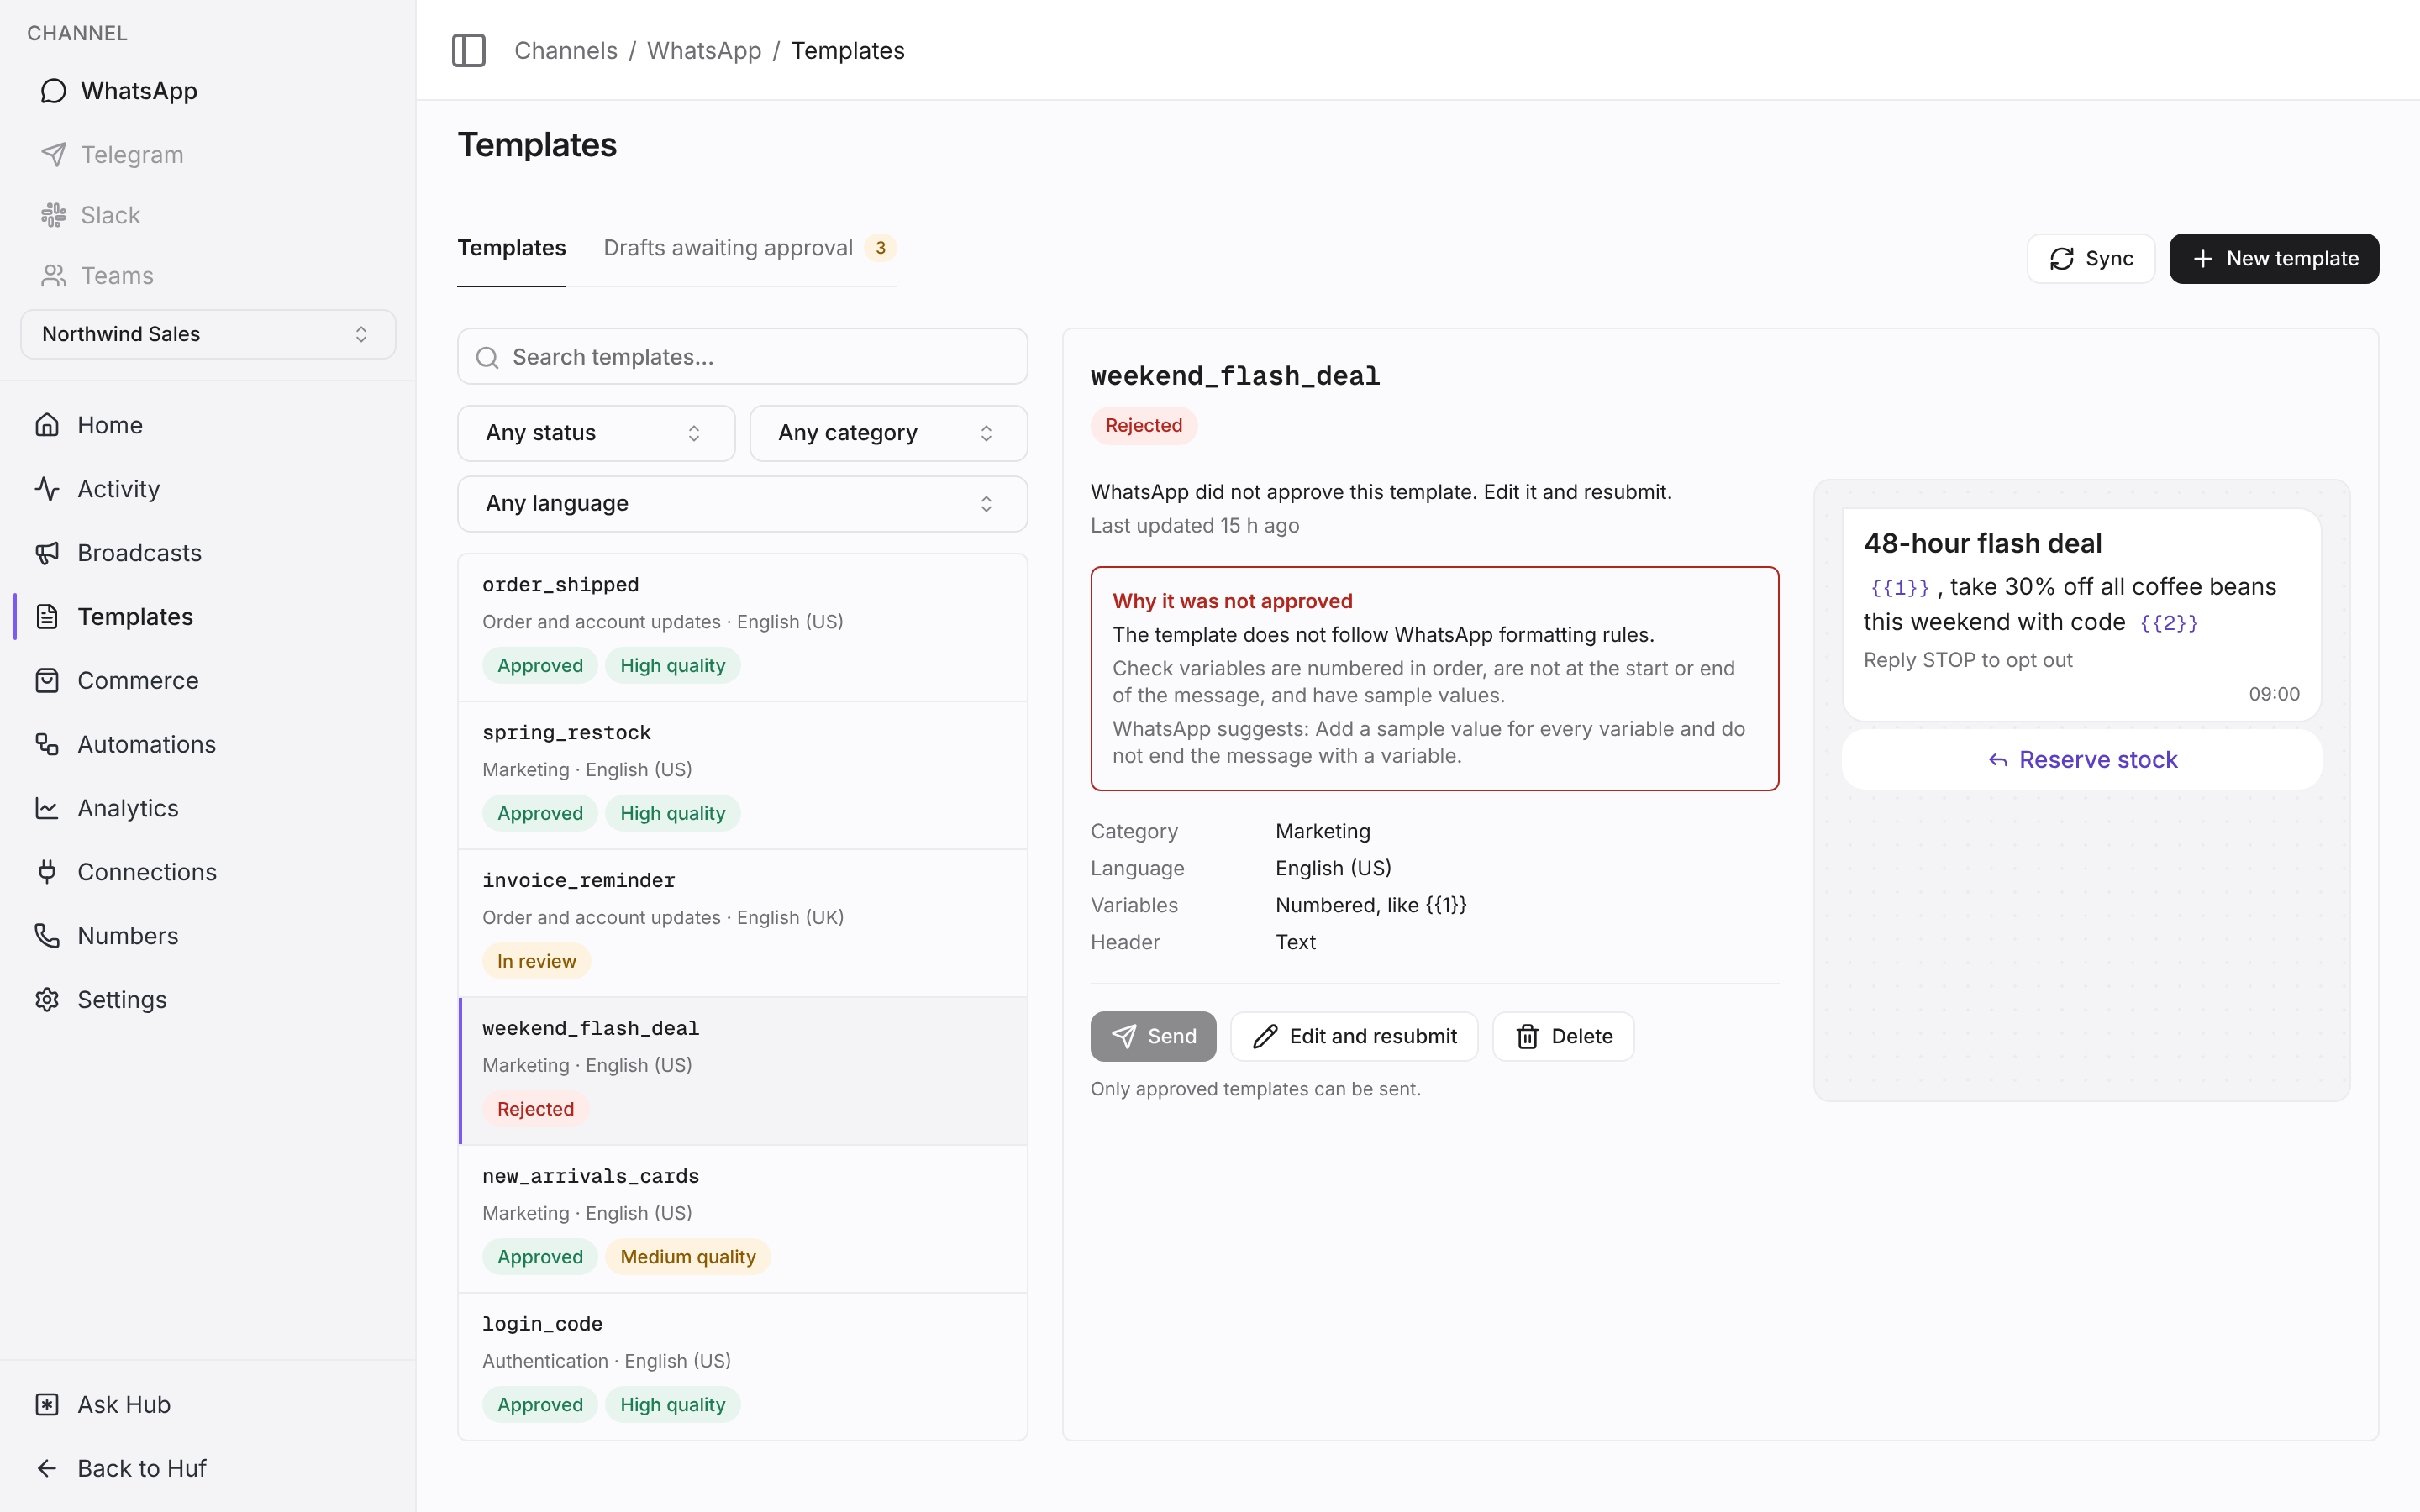 CHANNEL
WhatsApp
Telegram
Slack
Teams
Northwind Sales
Home
Activity
Broadcasts
Templates
Commerce
Automations
Analytics
Connections
Numbers
Settings
Ask Hub
Back to Huf
Channels / WhatsApp / Templates
Templates
Templates
Drafts awaiting approval 3
Sync
New template
Search templates...
Any status
Any category
Any language
order_shipped
Order and account updates · English (US)
Approved High quality
spring_restock
Marketing · English (US)
Approved High quality
invoice_reminder
Order and account updates · English (UK)
In review
weekend_flash_deal
Marketing · English (US)
Rejected
new_arrivals_cards
Marketing · English (US)
Approved Medium quality
login_code
Authentication · English (US)
Approved High quality
weekend_flash_deal
Rejected
WhatsApp did not approve this template. Edit it and resubmit.
Last updated 15 h ago
Why it was not approved
The template does not follow WhatsApp formatting rules.
Check variables are numbered in order, are not at the start or end
of the message, and have sample values.
WhatsApp suggests: Add a sample value for every variable and do
not end the message with a variable.
Category Marketing
Language English (US)
Variables Numbered, like {{1}}
Header Text
Send
Edit and resubmit
Delete
Only approved templates can be sent.
48-hour flash deal
{{1}} , take 30% off all coffee beans
this weekend with code {{2}}
Reply STOP to opt out
09:00
Reserve stock